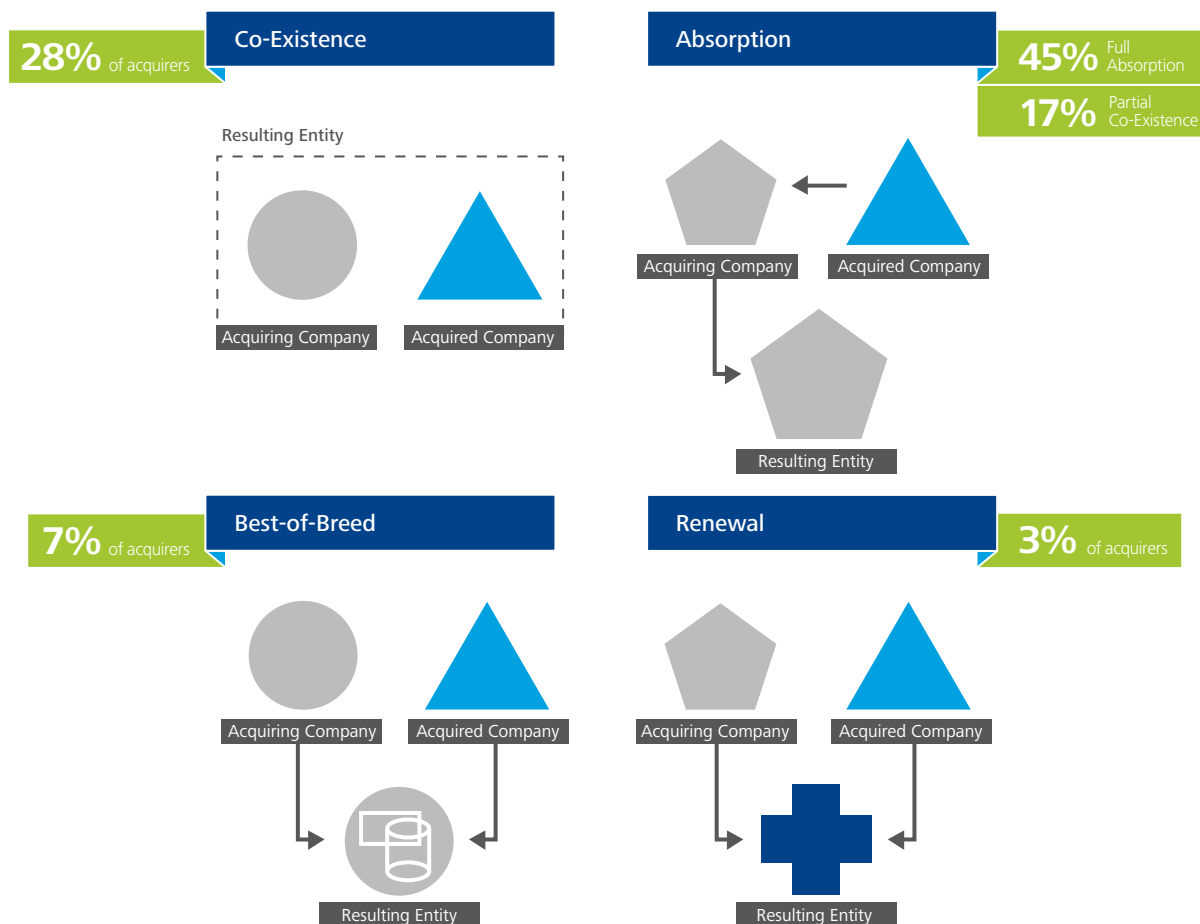 Co-Existence
28% of acquirers
Resulting Entity
Acquiring Company
Acquired Company
Absorption
45% Full
Absorption
17% Partial
Co-Existence
Acquiring Company
Acquired Company
Resulting Entity
Best-of-Breed
7% of acquirers
Acquiring Company
Acquired Company
Resulting Entity
Renewal
3% of acquirers
Acquiring Company
Acquired Company
Resulting Entity